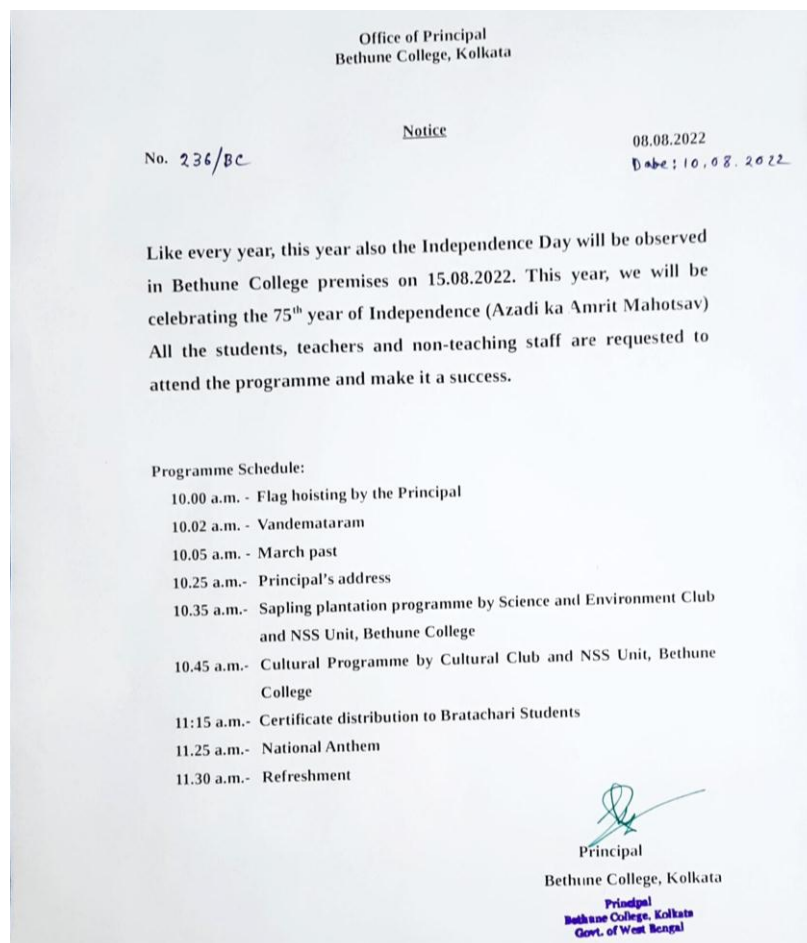 Office of Principal
Bethune College, Kolkata
Notice
No. 236/BC
08.08.2022
Date: 10.08.2022
Like every year, this year also the Independence Day will be observed
in Bethune College premises on 15.08.2022. This year, we will be
celebrating the 75th year of Independence (Azadi ka Amrit Mahotsav)
All the students, teachers and non-teaching staff are requested to
attend the programme and make it a success.
Programme Schedule:
10.00 a.m. - Flag hoisting by the Principal
10.02 a.m. - Vandemataram
10.05 a.m. - March past
10.25 a.m.- Principal's address
10.35 a.m.- Sapling plantation programme by Science and Environment Club
and NSS Unit, Bethune College
10.45 a.m.- Cultural Programme by Cultural Club and NSS Unit, Bethune
College
11:15 a.m.- Certificate distribution to Bratachari Students
11.25 a.m.- National Anthem
11.30 a.m.- Refreshment
Principal
Bethune College, Kolkata
Principal
Bethune College, Kolkata
Govt. of West Bengal